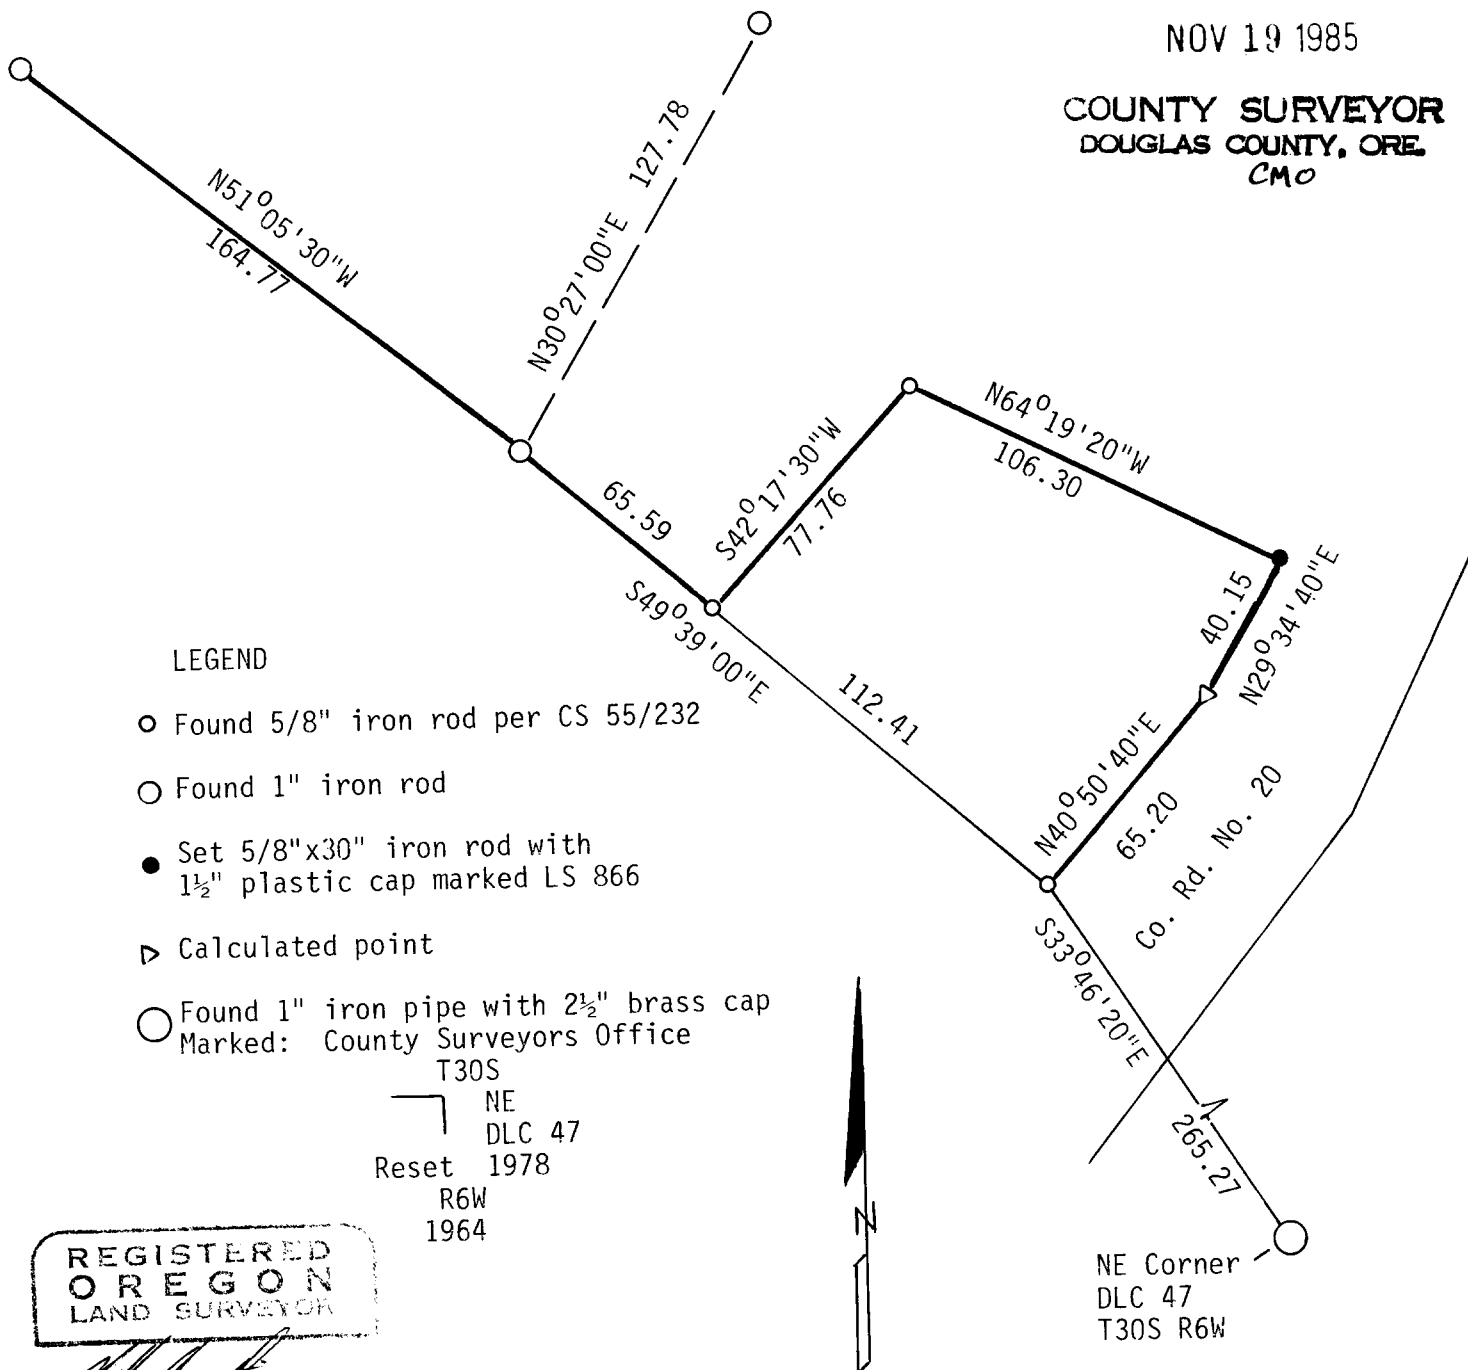 NOV 19 1985
COUNTY SURVEYOR
DOUGLAS COUNTY, ORE.
CMO
N51°05'30"W
164.77
N30°27'00"E 127.78
65.59
S49°39'00"E
S42°17'30"W
77.76
N64°19'20"W
106.30
40.15
N29°34'40"E
112.41
N40°50'40"E
65.20
Co. Rd. No. 20
S33°46'20"E
265.27
NE Corner
DLC 47
T30S R6W
LEGEND
Found 5/8" iron rod per CS 55/232
Found 1" iron rod
Set 5/8"x30" iron rod with
1½" plastic cap marked LS 866
Calculated point
Found 1" iron pipe with 2½" brass cap
Marked: County Surveyors Office
T30S
NE
DLC 47
Reset 1978
R6W
1964
N
REGISTERED
OREGON
LAND SURVEYOR